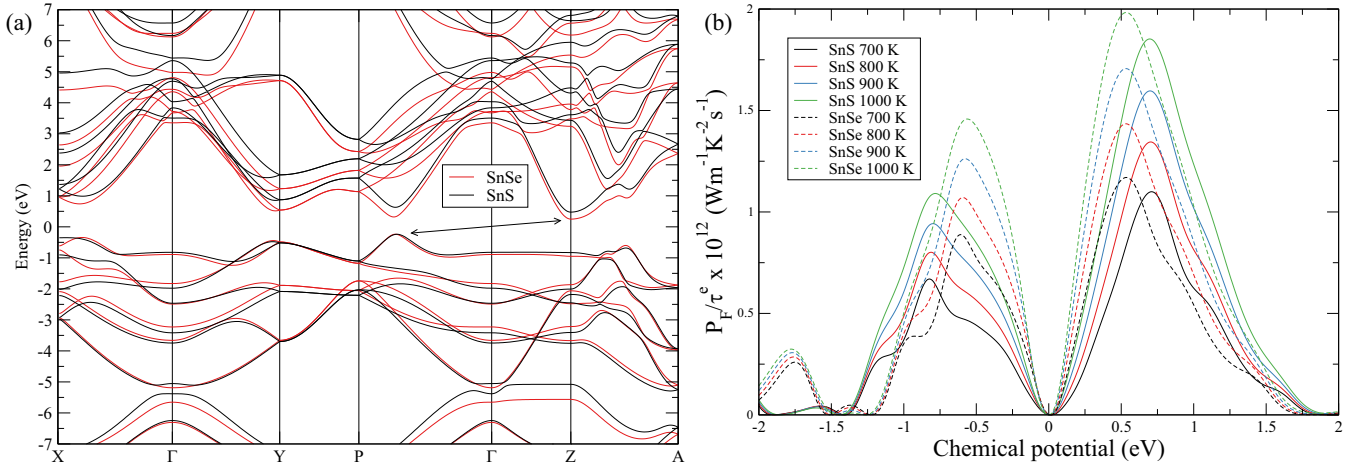 (a)
Energy (eV)
7
6
5
4
3
2
1
0
-1
-2
-3
-4
-5
-6
-7
X Γ Y P Γ Z A
SnSe
SnS
(b)
P_F/τ^e x 10^12 (Wm^-1K^-2s^-1)
2
1.5
1
0.5
0
SnS 700 K
SnS 800 K
SnS 900 K
SnS 1000 K
SnSe 700 K
SnSe 800 K
SnSe 900 K
SnSe 1000 K
-2 -1.5 -1 -0.5 0 0.5 1 1.5 2
Chemical potential (eV)